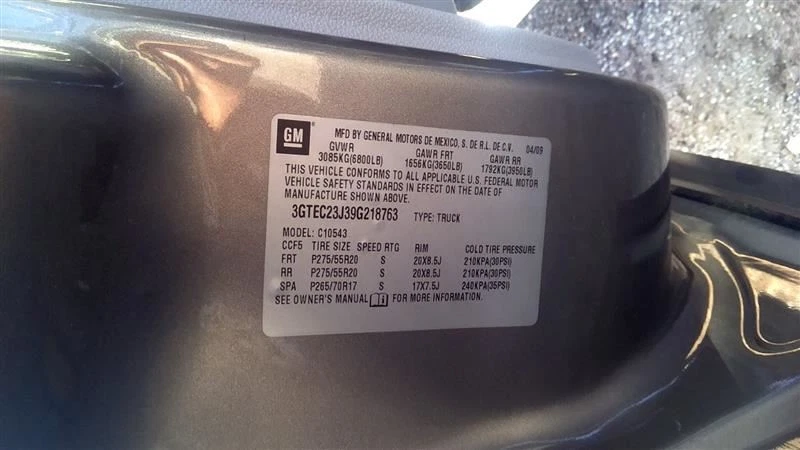 GM
MFD BY GENERAL MOTORS DE MEXICO, S. DE R.L. DE C.V. 04/09
GVWR GAWR FRT GAWR RR
3085KG(6800LB) 1656KG(3650LB) 1792KG(3950LB)
THIS VEHICLE CONFORMS TO ALL APPLICABLE U.S. FEDERAL MOTOR
VEHICLE SAFETY STANDARDS IN EFFECT ON THE DATE OF
MANUFACTURE SHOWN ABOVE.
3GTEC23J39G218763 TYPE: TRUCK
MODEL: C10543
CCF5 TIRE SIZE SPEED RTG RIM COLD TIRE PRESSURE
FRT P275/55R20 S 20X8.5J 210KPA(30PSI)
RR P275/55R20 S 20X8.5J 210KPA(30PSI)
SPA P265/70R17 S 17X7.5J 240KPA(35PSI)
SEE OWNER'S MANUAL FOR MORE INFORMATION.